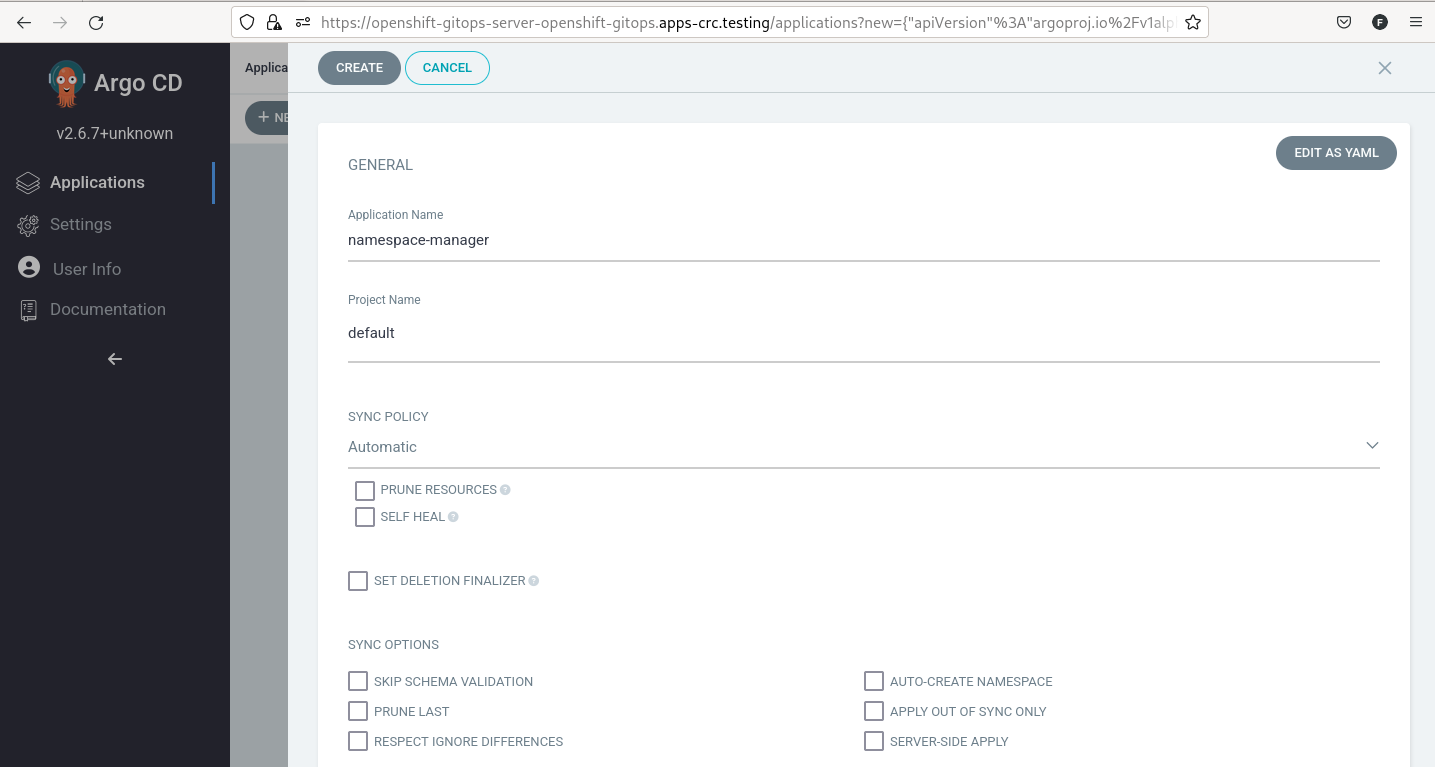 https://openshift-gitops-server-openshift-gitops.apps-crc.testing/applications?new={"apiVersion"%3A"argoproj.io%2Fv1alp
F
Argo CD
v2.6.7+unknown
Applications
Settings
User Info
Documentation
Applica
+ NE
CREATE
CANCEL
EDIT AS YAML
GENERAL
Application Name
namespace-manager
Project Name
default
SYNC POLICY
Automatic
PRUNE RESOURCES ?
SELF HEAL ?
SET DELETION FINALIZER ?
SYNC OPTIONS
SKIP SCHEMA VALIDATION
AUTO-CREATE NAMESPACE
PRUNE LAST
APPLY OUT OF SYNC ONLY
RESPECT IGNORE DIFFERENCES
SERVER-SIDE APPLY